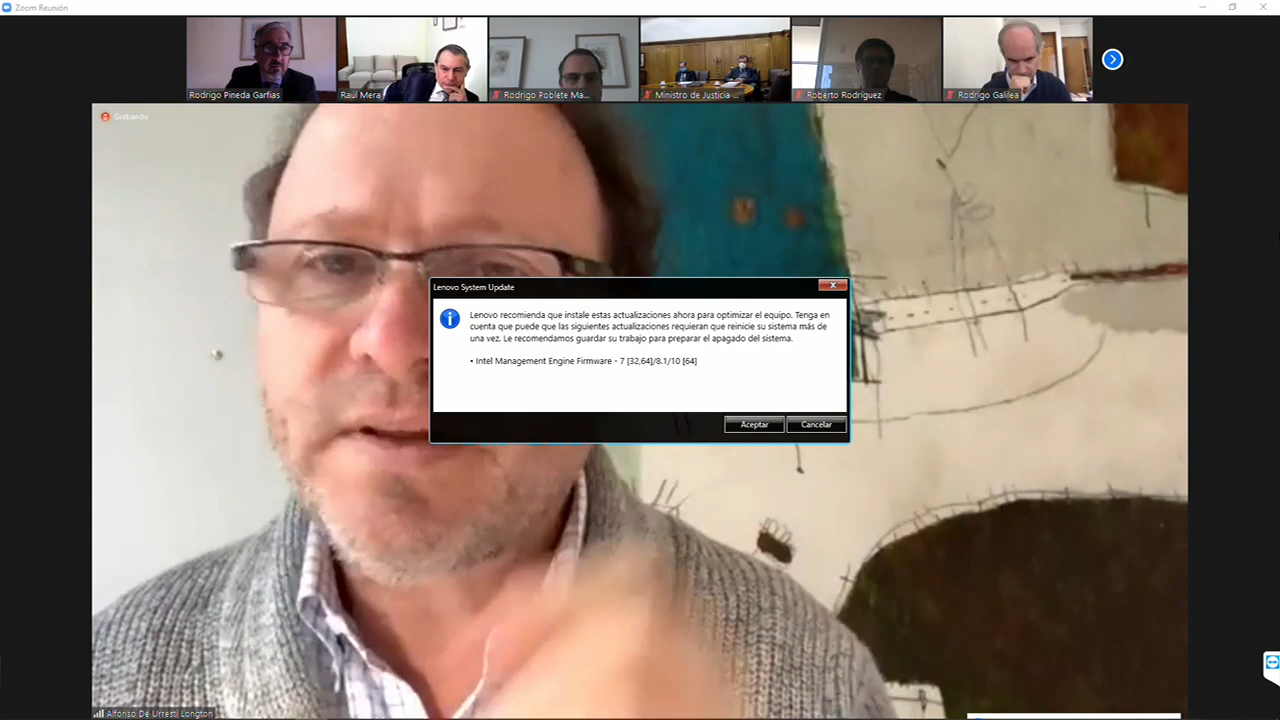 Zoom Reunión
Rodrigo Pineda Garfias
Raúl Mera
Rodrigo Poblete Ma...
Ministro de Justicia ...
Roberto Rodríguez
Rodrigo Galilea
Grabando
Lenovo System Update
Lenovo recomienda que instale estas actualizaciones ahora para optimizar el equipo. Tenga en
cuenta que puede que las siguientes actualizaciones requieran que reinicie su sistema más de
una vez. Le recomendamos guardar su trabajo para preparar el apagado del sistema.
• Intel Management Engine Firmware - 7 [32,64]/8.1/10 [64]
Aceptar
Cancelar
Alfonso De Urresti Longton